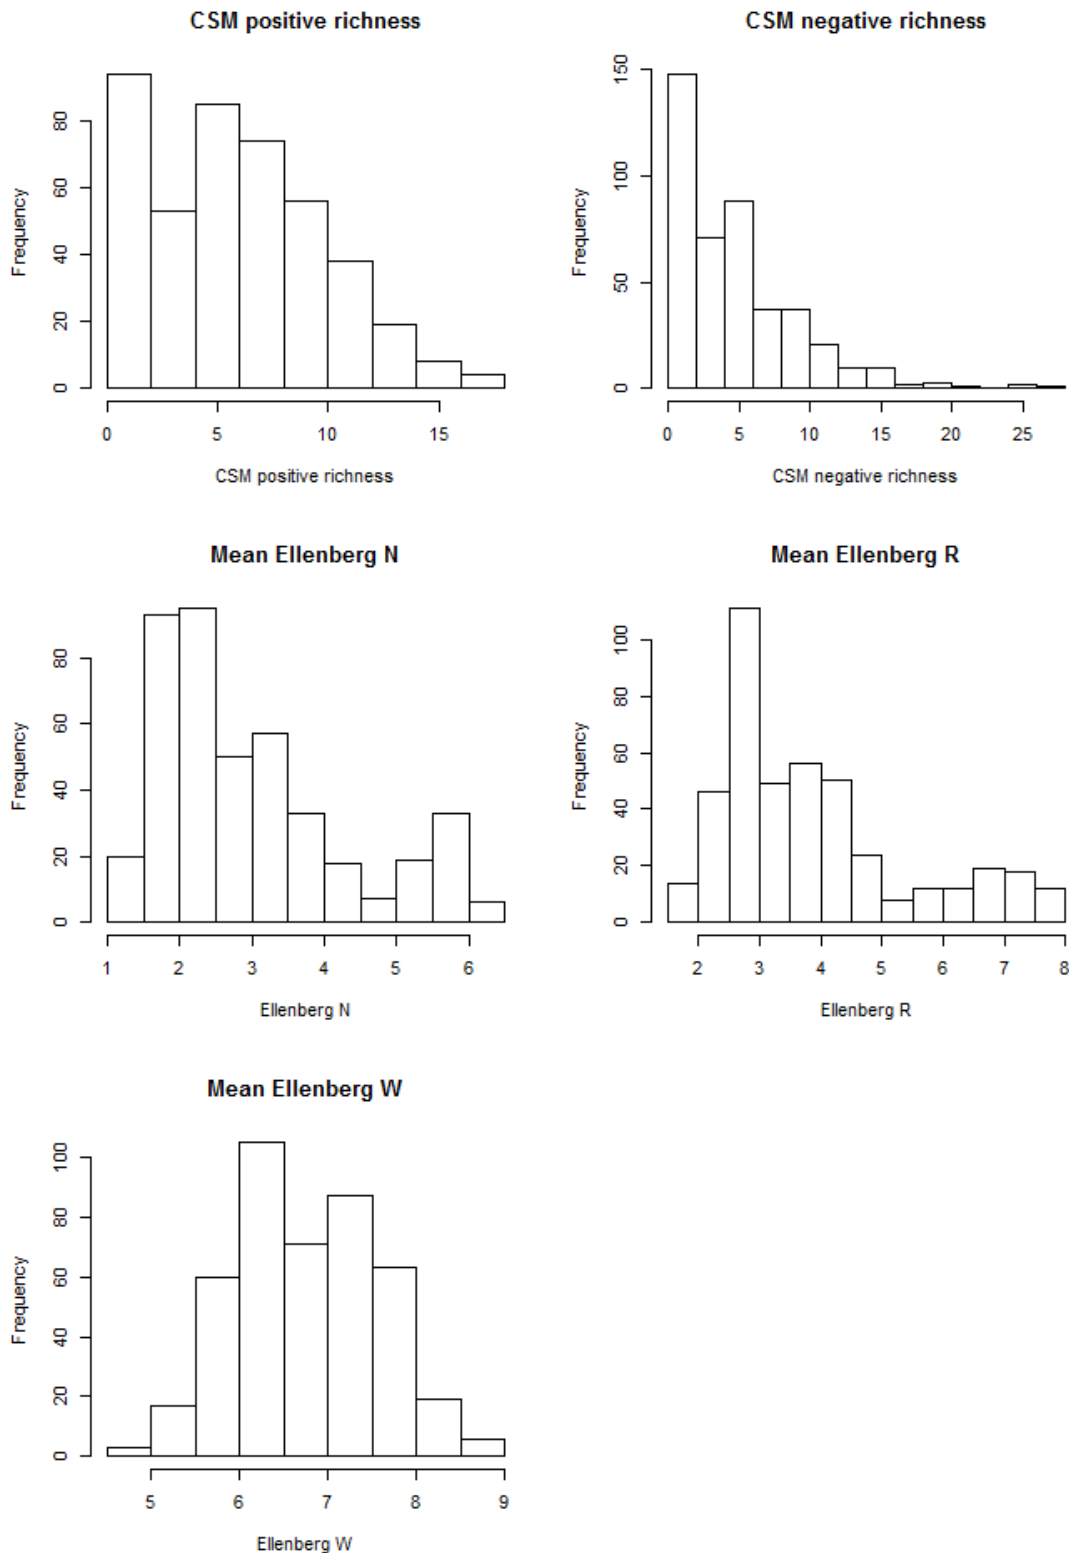 CSM positive richness
Frequency
0 20 40 60 80
0 5 10 15
CSM positive richness
CSM negative richness
Frequency
0 50 100 150
0 5 10 15 20 25
CSM negative richness
Mean Ellenberg N
Frequency
0 20 40 60 80
1 2 3 4 5 6
Ellenberg N
Mean Ellenberg R
Frequency
0 20 40 60 80 100
2 3 4 5 6 7 8
Ellenberg R
Mean Ellenberg W
Frequency
0 20 40 60 80 100
5 6 7 8 9
Ellenberg W